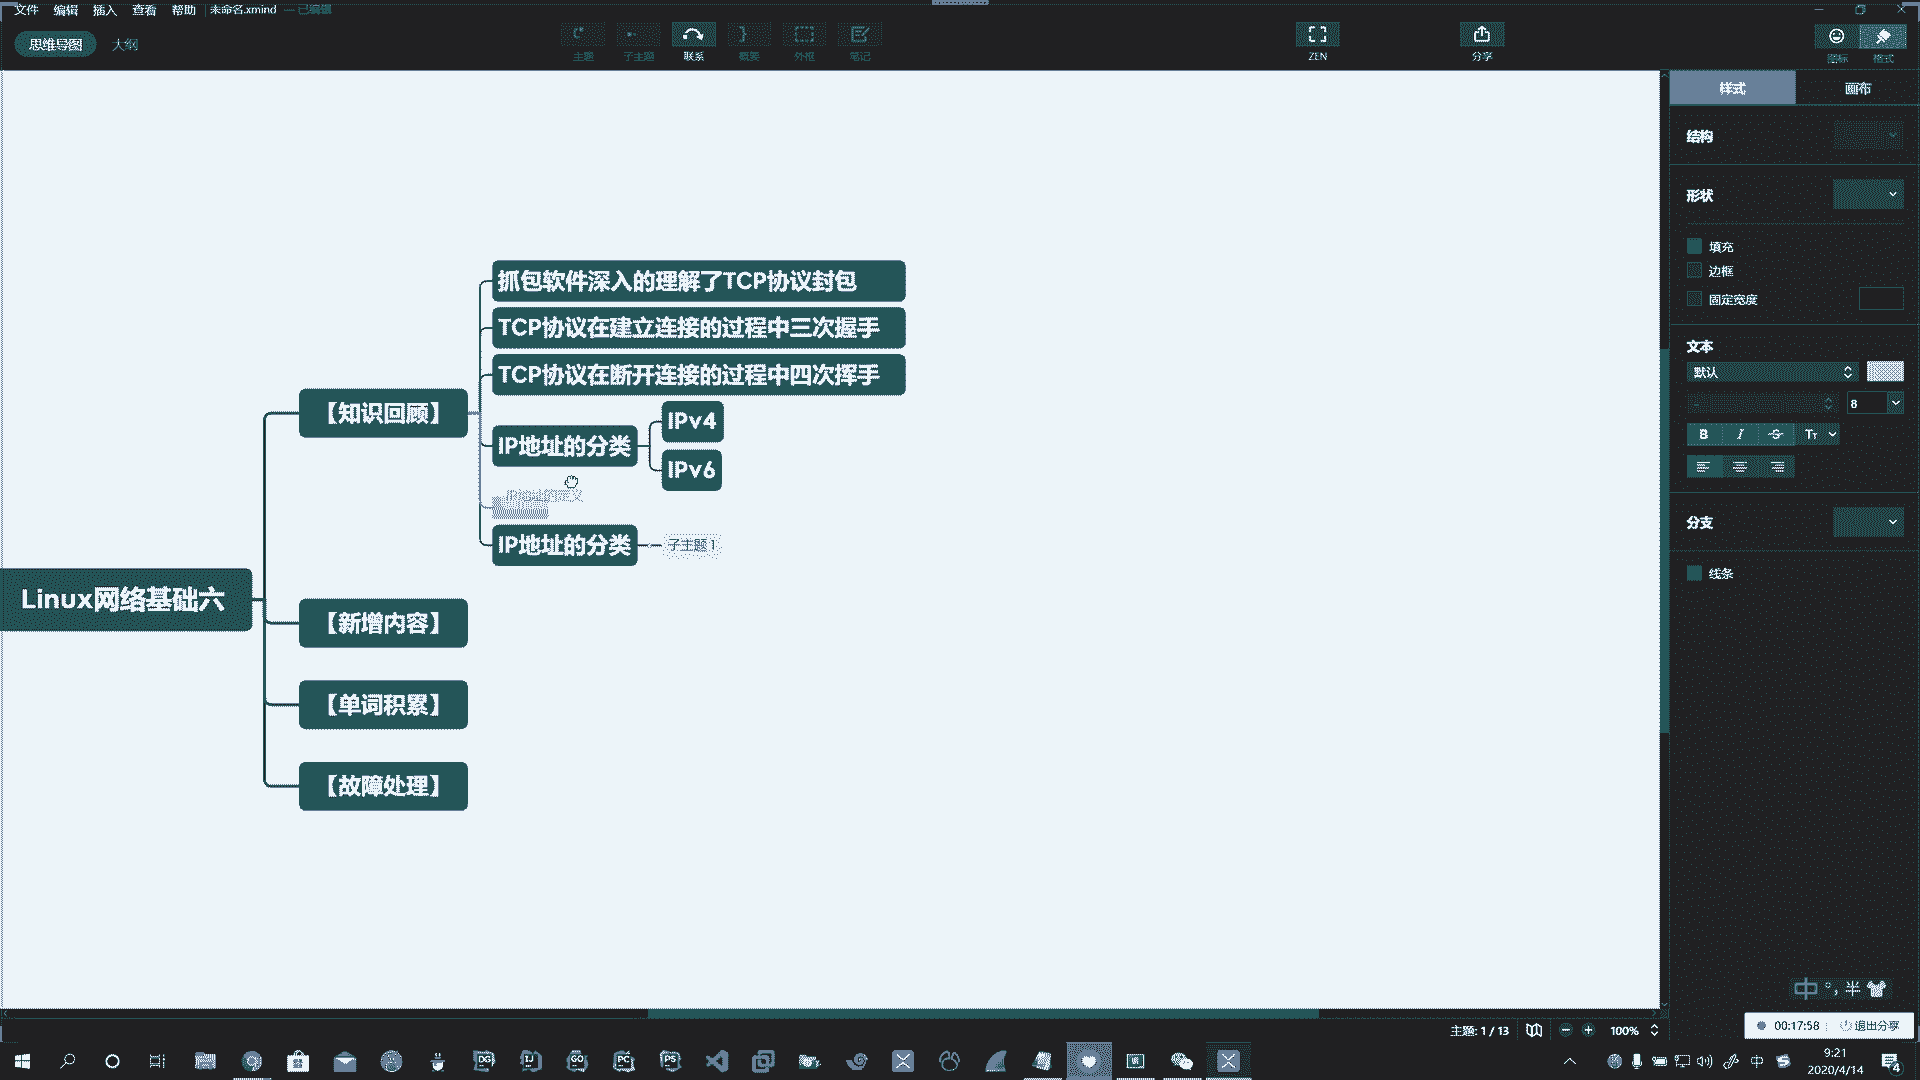 文件 编辑 插入 查看 帮助 未命名.xmind — 已编辑
思维导图 大纲
主题 子主题 联系 概要 外框 笔记 ZEN 分享 图标 格式
样式 画布
结构
形状
填充
边框
固定宽度
文本
默认
8
B I S Tт
分支
线条
抓包软件深入的理解了TCP协议封包
TCP协议在建立连接的过程中三次握手
TCP协议在断开连接的过程中四次挥手
【知识回顾】
IPv4
IP地址的分类
IPv6
IP地址的定义
IP地址的分类 子主题 1
Linux网络基础六
【新增内容】
【单词积累】
【故障处理】
中 °, 半
主题: 1 / 13 100%
00:17:58 退出分享
DG IJ GO PC PS
中
9:21
2020/4/14
4